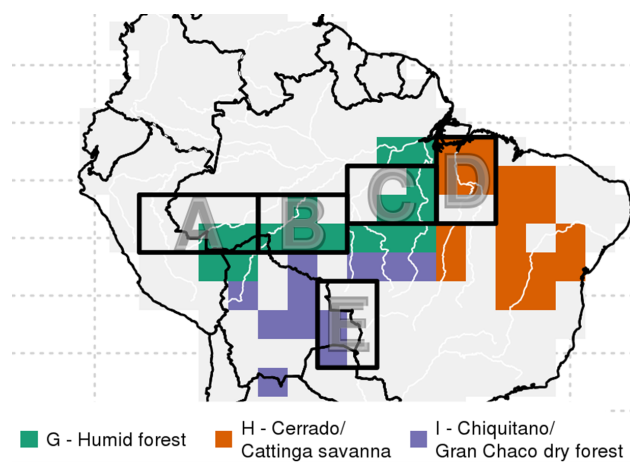 A
B
C
D
E
G - Humid forest
H - Cerrado/
Cattinga savanna
I - Chiquitano/
Gran Chaco dry forest